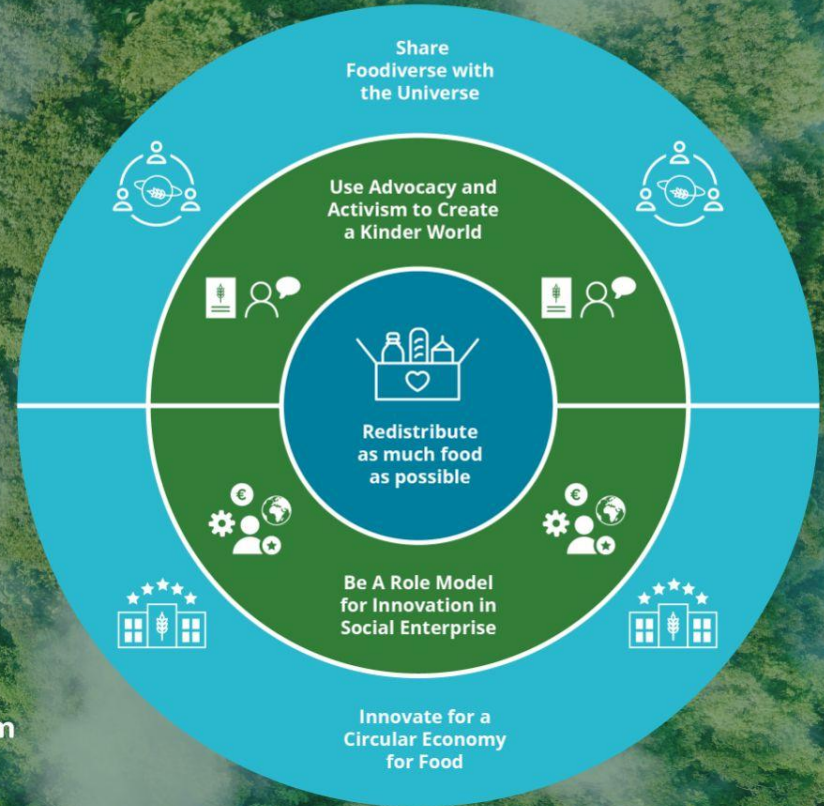 Share
Foodiverse with
the Universe
Use Advocacy and
Activism to Create
a Kinder World
Redistribute
as much food
as possible
€
€
Be A Role Model
for Innovation in
Social Enterprise
Innovate for a
Circular Economy
for Food